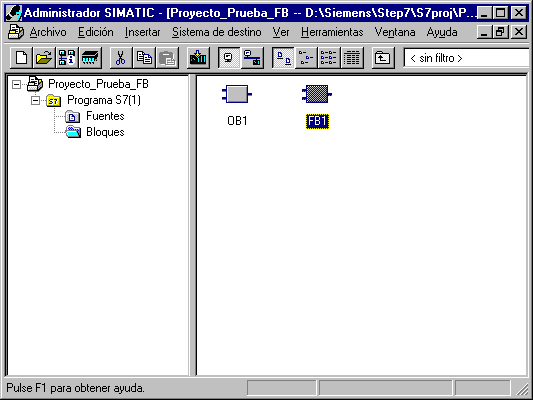 Administrador SIMATIC - [Proyecto_Prueba_FB -- D:\Siemens\Step7\S7proj\P...
Archivo Edición Insertar Sistema de destino Ver Herramientas Ventana Ayuda
< sin filtro >
Proyecto_Prueba_FB
S7 Programa S7(1)
Fuentes
Bloques
OB1 FB1
Pulse F1 para obtener ayuda.